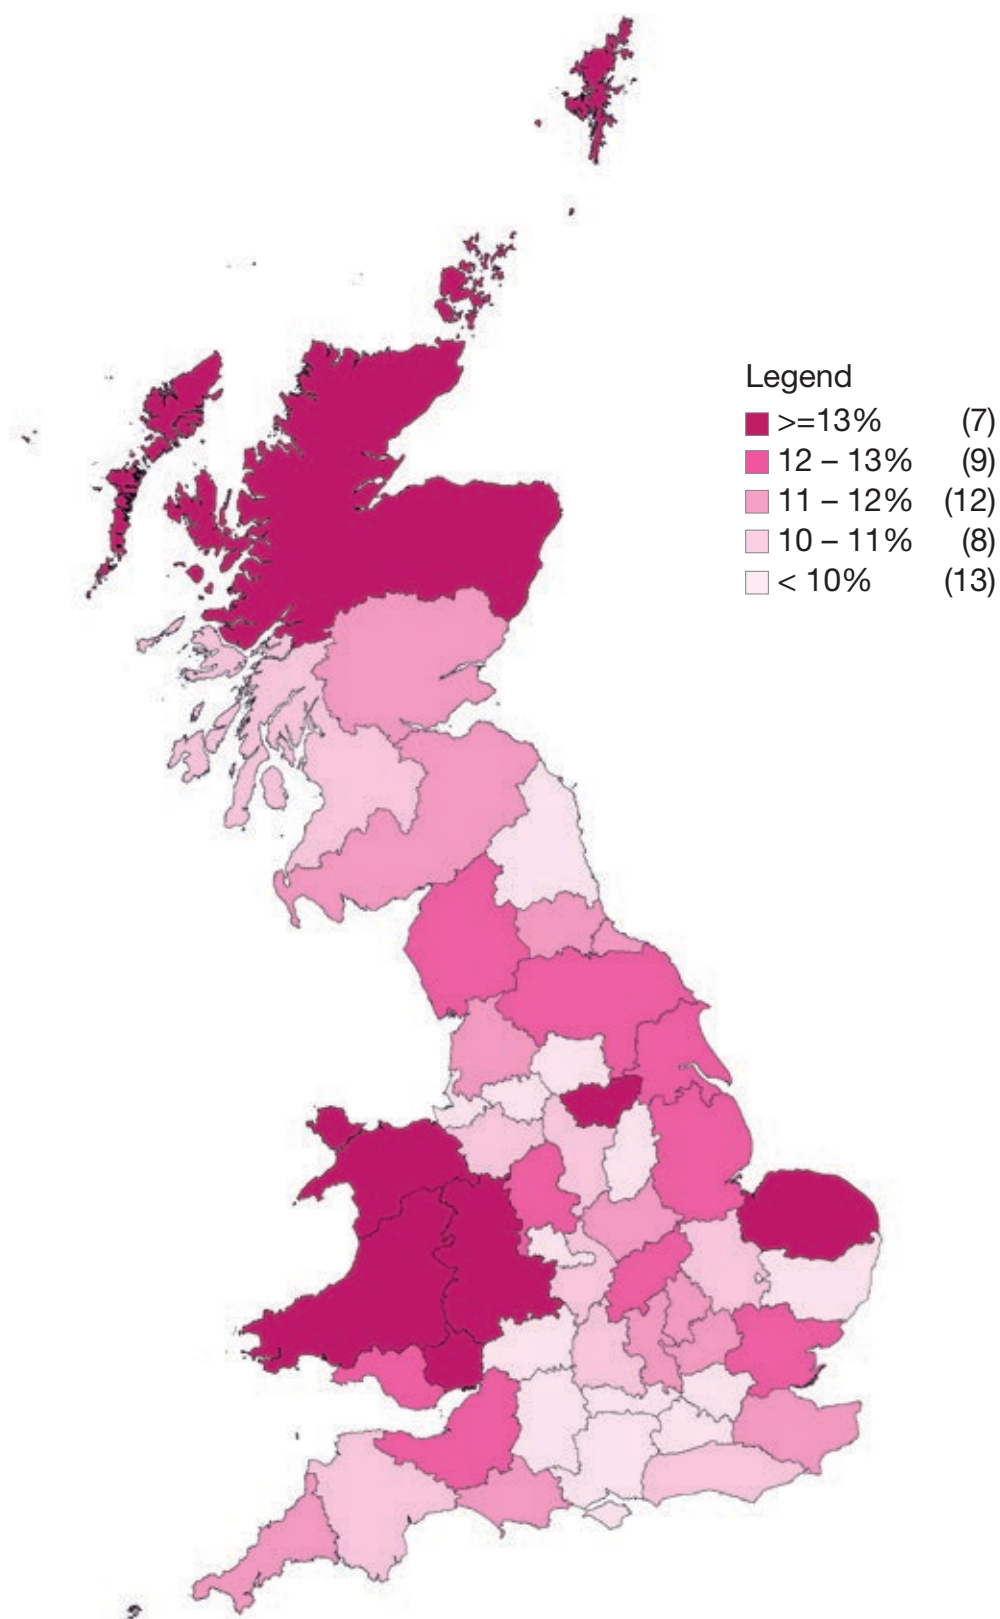 Legend
>=13% (7)
12 – 13% (9)
11 – 12% (12)
10 – 11% (8)
< 10% (13)